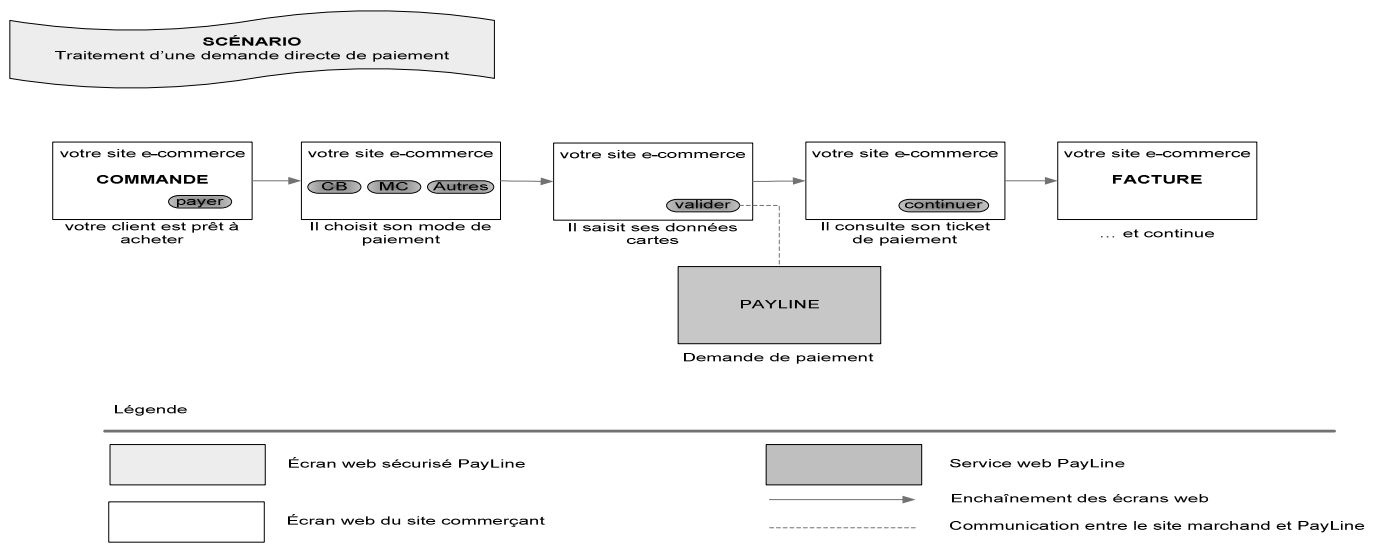 SCÉNARIO
Traitement d'une demande directe de paiement
votre site e-commerce
COMMANDE
payer
votre client est prêt à
acheter
votre site e-commerce
CB MC Autres
Il choisit son mode de
paiement
votre site e-commerce
valider
Il saisit ses données
cartes
votre site e-commerce
continuer
Il consulte son ticket
de paiement
votre site e-commerce
FACTURE
... et continue
PAYLINE
Demande de paiement
Légende
Écran web sécurisé PayLine
Écran web du site commerçant
Service web PayLine
Enchaînement des écrans web
Communication entre le site marchand et PayLine